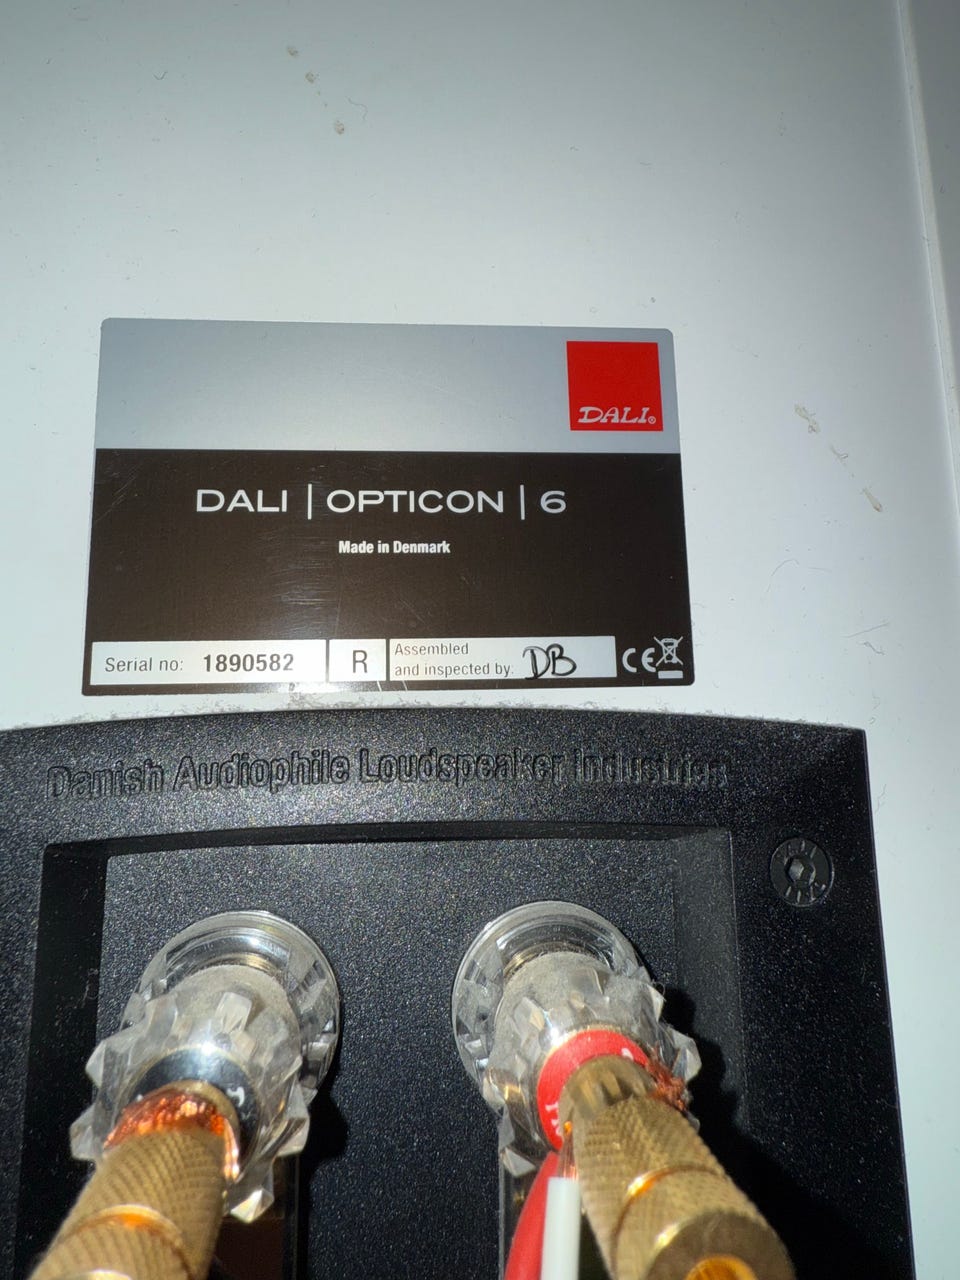 DALI®
DALI | OPTICON | 6
Made in Denmark
Serial no: 1890582
R
Assembled
and inspected by: DB
CE
Danish Audiophile Loudspeaker Industries